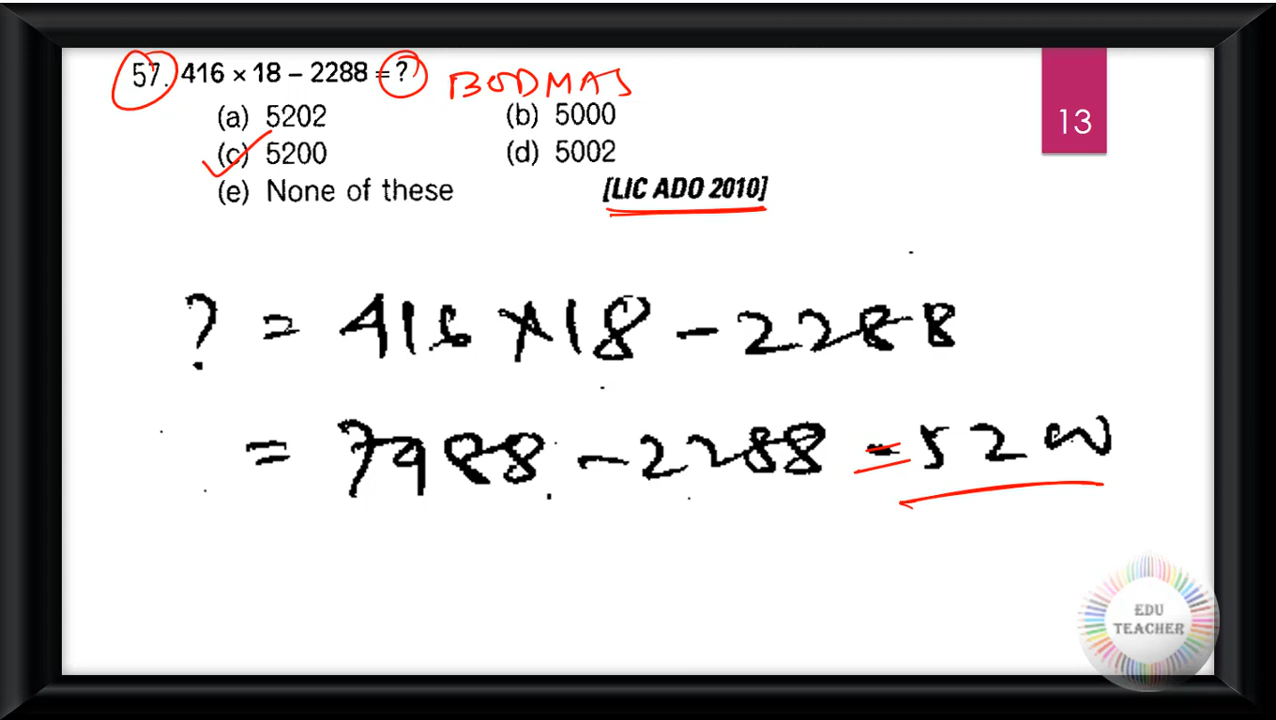 57. 416 × 18 – 2288 = ? BODMAS
(a) 5202 (b) 5000
(c) 5200 (d) 5002
(e) None of these [LIC ADO 2010]
13
? = 416 × 18 – 2288
= 7988 – 2288 = 5200
EDU
TEACHER